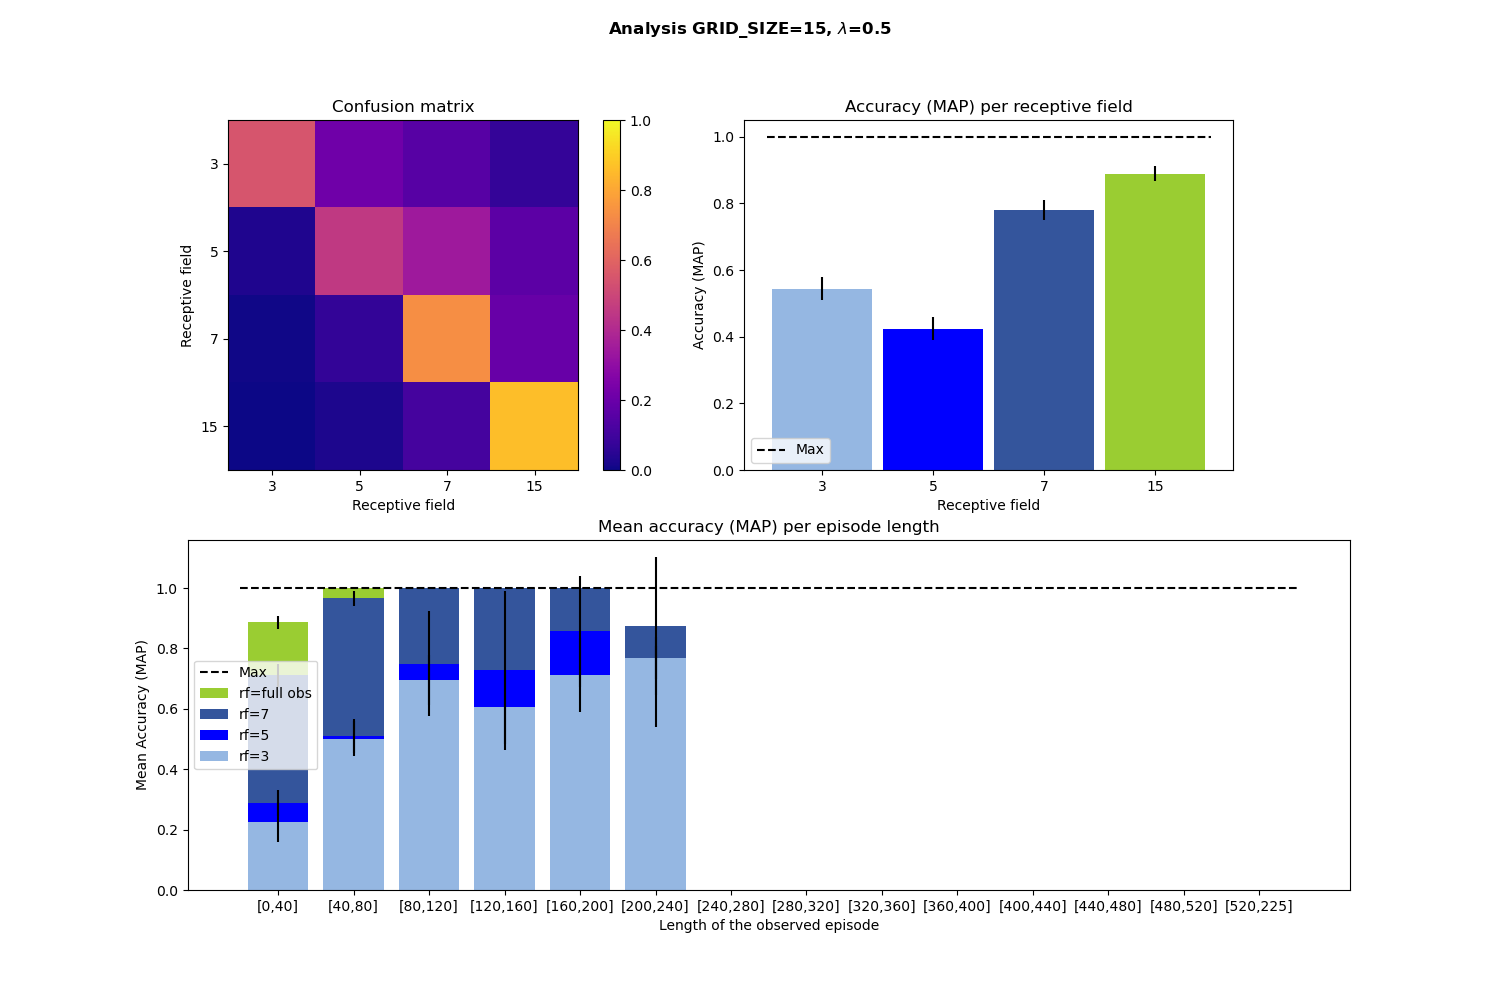 Analysis GRID_SIZE=15, λ=0.5
Confusion matrix
3
5
7
15
Receptive field
3 5 7 15
Receptive field
1.0
0.8
0.6
0.4
0.2
0.0
Accuracy (MAP) per receptive field
1.0
0.8
0.6
0.4
0.2
0.0
Accuracy (MAP)
Max
3 5 7 15
Receptive field
Mean accuracy (MAP) per episode length
1.0
0.8
0.6
0.4
0.2
0.0
Mean Accuracy (MAP)
Max
rf=full obs
rf=7
rf=5
rf=3
[0,40] [40,80] [80,120] [120,160] [160,200] [200,240] [240,280] [280,320] [320,360] [360,400] [400,440] [440,480] [480,520] [520,225]
Length of the observed episode